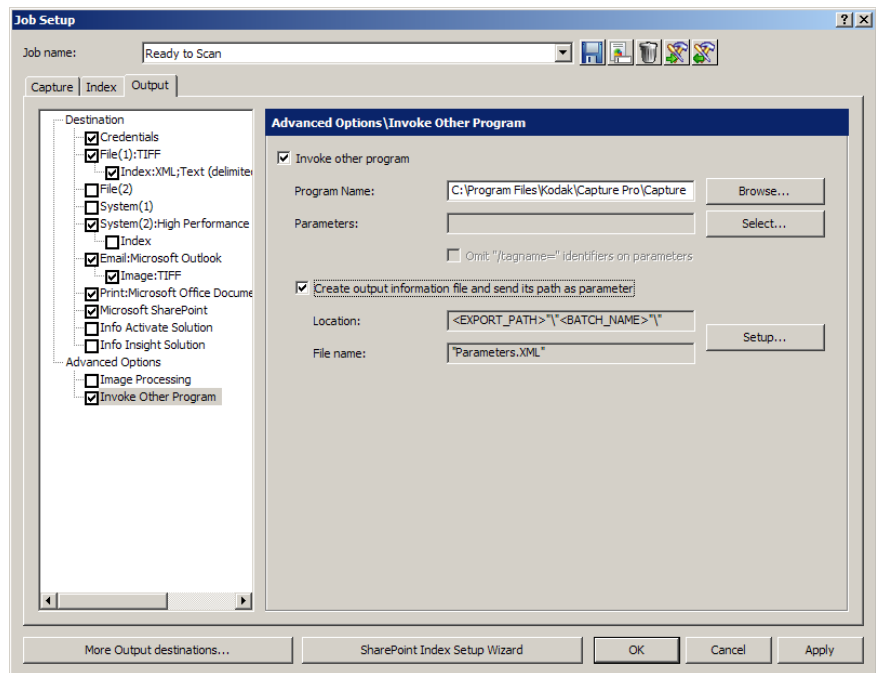 Job Setup
Job name: Ready to Scan
Capture Index Output
Destination
Credentials
File(1):TIFF
Index:XML;Text (delimite
File(2)
System(1)
System(2):High Performance
Index
Email:Microsoft Outlook
Image:TIFF
Print:Microsoft Office Docume
Microsoft SharePoint
Info Activate Solution
Info Insight Solution
Advanced Options
Image Processing
Invoke Other Program
Advanced Options\Invoke Other Program
Invoke other program
Program Name: C:\Program Files\Kodak\Capture Pro\Capture Browse...
Parameters: Select...
Omit "/tagname=" identifiers on parameters
Create output information file and send its path as parameter
Location: <EXPORT_PATH>"\"<BATCH_NAME>"\"
Setup...
File name: "Parameters.XML"
More Output destinations... SharePoint Index Setup Wizard OK Cancel Apply